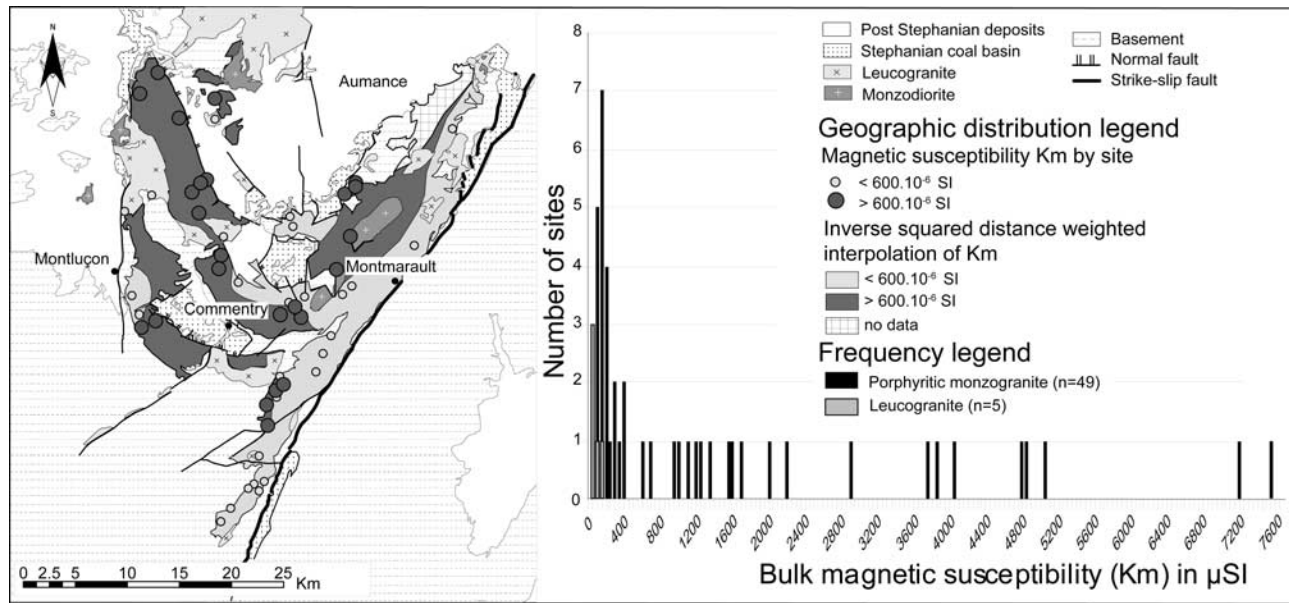 N
S
Aumance
Montluçon
Commentry
Montmarault
0 2.5 5 10 15 20 25
Km
8
7
6
5
4
3
2
1
0
Number of sites
0 400 800 1200 1600 2000 2400 2800 3200 3600 4000 4400 4800 5200 5600 6000 6400 6800 7200 7600
Bulk magnetic susceptibility (Km) in µSI
Post Stephanian deposits
Stephanian coal basin
Leucogranite
Monzodiorite
Basement
Normal fault
Strike-slip fault
Geographic distribution legend
Magnetic susceptibility Km by site
< 600.10⁻⁶ SI
> 600.10⁻⁶ SI
Inverse squared distance weighted
interpolation of Km
< 600.10⁻⁶ SI
> 600.10⁻⁶ SI
no data
Frequency legend
Porphyritic monzogranite (n=49)
Leucogranite (n=5)